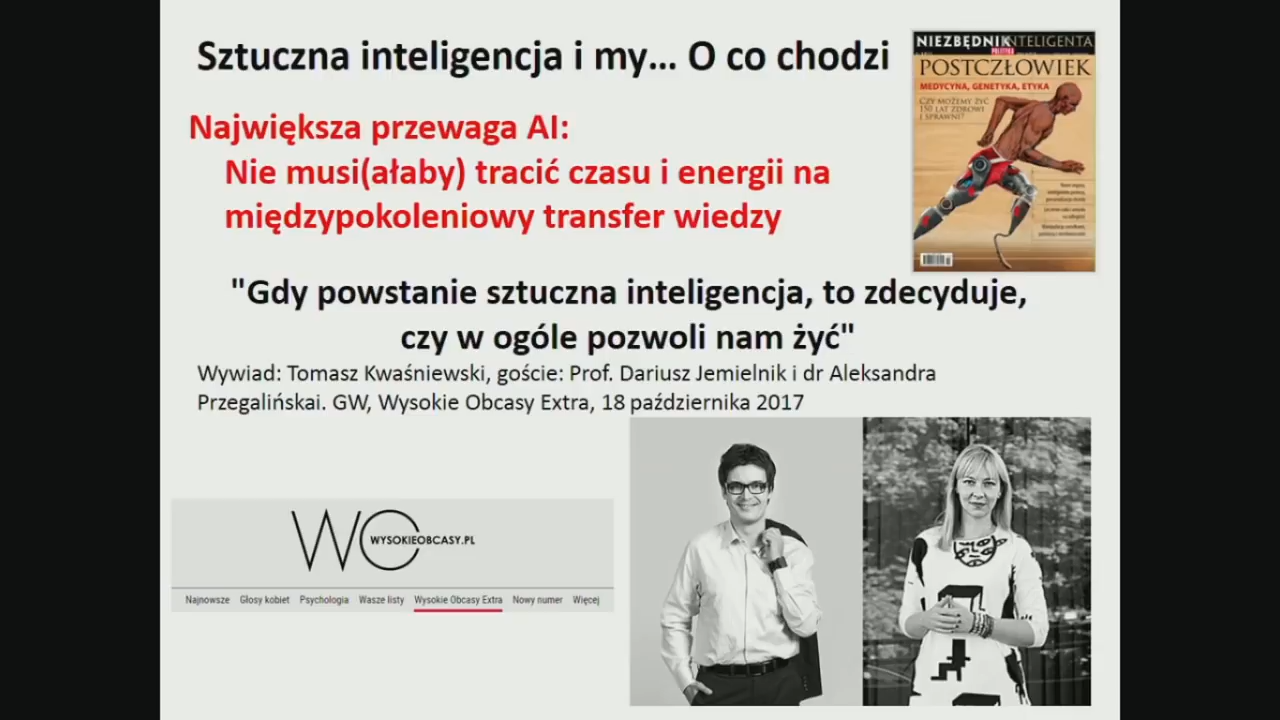 Sztuczna inteligencja i my... O co chodzi
NIEZBĘDNIK INTELIGENTA
POLITYKA
POSTCZŁOWIEK
MEDYCYNA, GENETYKA, ETYKA
CZY MOŻEMY ŻYĆ
150 LAT ZDROWI
I SPRAWNI?
Największa przewaga AI:
Nie musi(ałaby) tracić czasu i energii na
międzypokoleniowy transfer wiedzy
"Gdy powstanie sztuczna inteligencja, to zdecyduje,
czy w ogóle pozwoli nam żyć"
Wywiad: Tomasz Kwaśniewski, goście: Prof. Dariusz Jemielnik i dr Aleksandra
Przegalińskai. GW, Wysokie Obcasy Extra, 18 października 2017
WO
WYSOKIEOBCASY.PL
Najnowsze Głosy kobiet Psychologia Wasze listy Wysokie Obcasy Extra Nowy numer Więcej